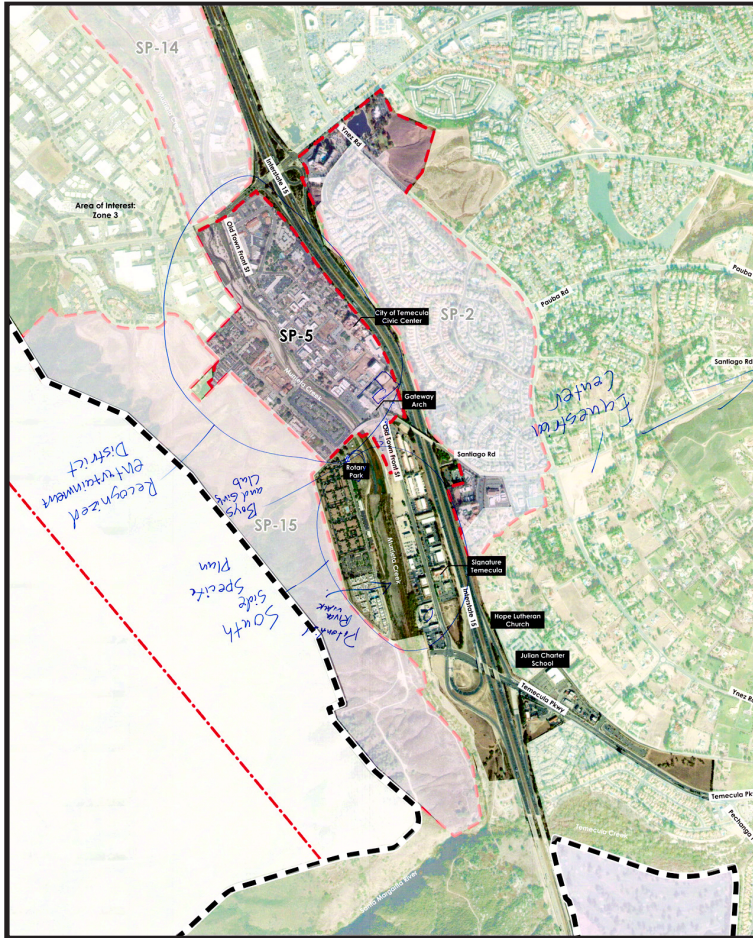 SP-14
Ynez Rd
Interstate 15
Area of Interest:
Zone 3
Old Town Front St
City of Temecula
Civic Center
SP-2
SP-5
Pauba Rd
Pauba
Santiago Rd
Murrieta Creek
Gateway
Arch
Equestrian
Center
Old Town Front St
Santiago Rd
Rotary
Park
Recognized
entertainment
District
Boys
and Girls
Club
SP-15
Murrieta Creek
Signature
Temecula
South
Side
Specific
Plan
Interstate 15
Hope Lutheran
Church
Julian Charter
School
Temecula Pkwy
Ynez R
Temecula Pk
Pechanga
Temecula Creek
Santa Margarita River